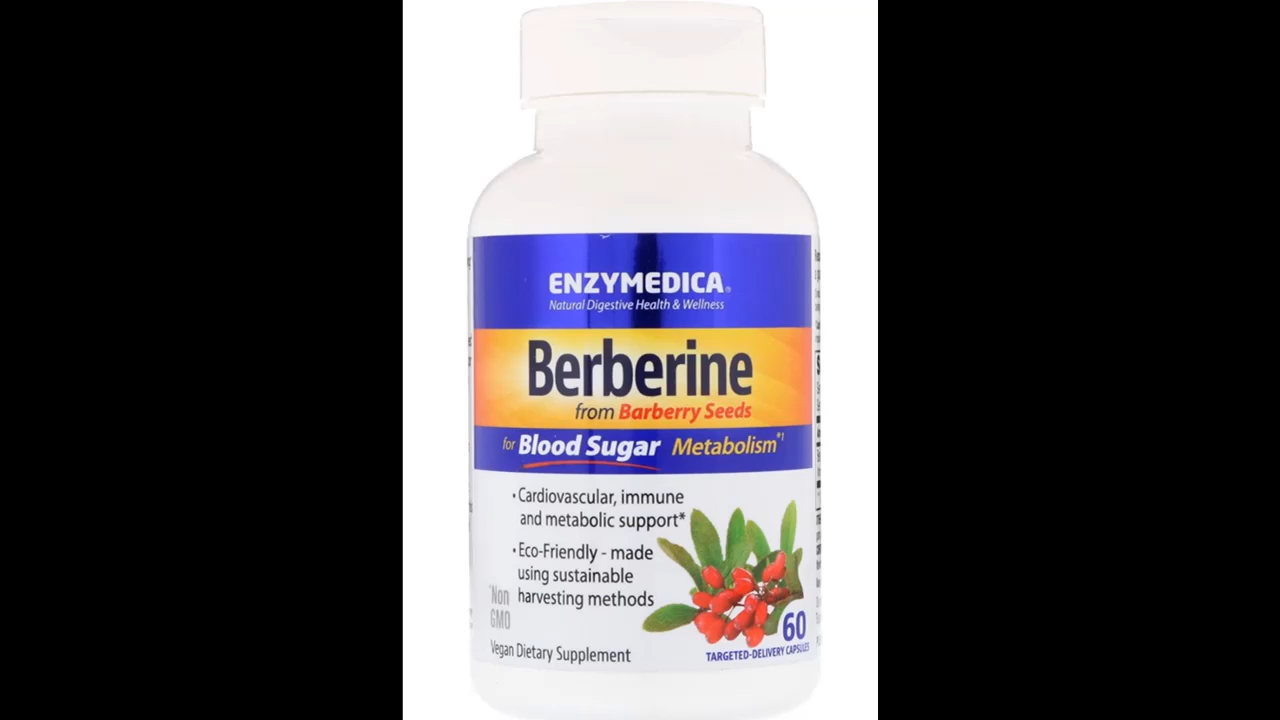 ENZYMEDICA®
Natural Digestive Health & Wellness
Berberine
from Barberry Seeds
for Blood Sugar Metabolism*¹
• Cardiovascular, immune
and metabolic support*
• Eco-Friendly - made
using sustainable
harvesting methods
*Non
GMO
60
TARGETED-DELIVERY CAPSULES
Vegan Dietary Supplement